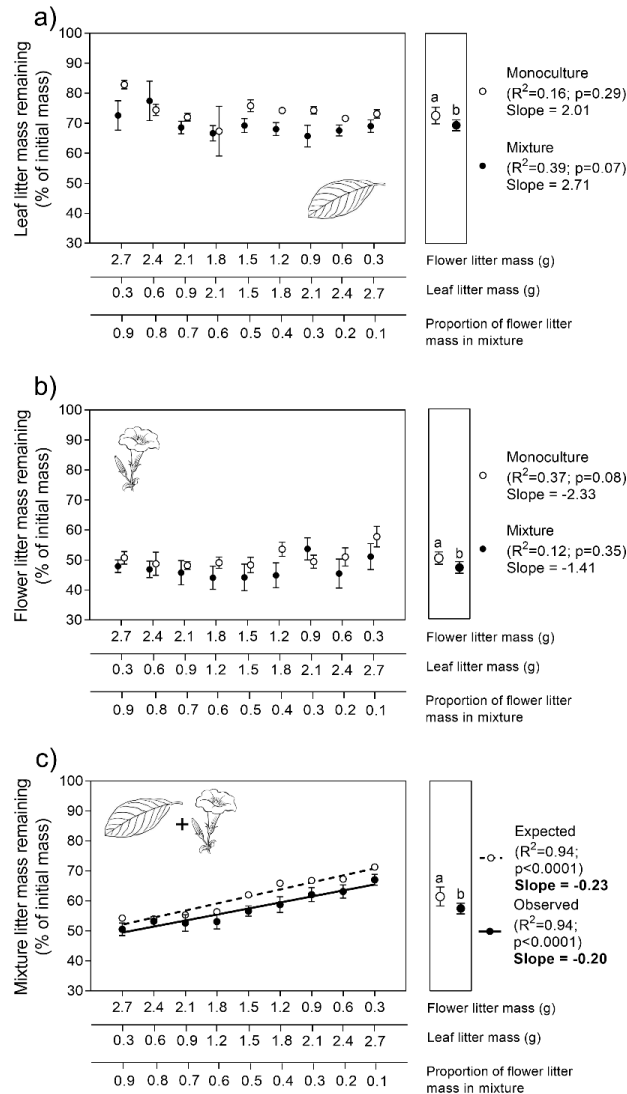 a)
Leaf litter mass remaining
(% of initial mass)
100
90
80
70
60
50
40
30
2.7 2.4 2.1 1.8 1.5 1.2 0.9 0.6 0.3
Flower litter mass (g)
0.3 0.6 0.9 2.1 1.5 1.8 2.1 2.4 2.7
Leaf litter mass (g)
0.9 0.8 0.7 0.6 0.5 0.4 0.3 0.2 0.1
Proportion of flower litter
mass in mixture
a b
Monoculture
(R²=0.16; p=0.29)
Slope = 2.01
Mixture
(R²=0.39; p=0.07)
Slope = 2.71
b)
Flower litter mass remaining
(% of initial mass)
100
90
80
70
60
50
40
30
2.7 2.4 2.1 1.8 1.5 1.2 0.9 0.6 0.3
Flower litter mass (g)
0.3 0.6 0.9 1.2 1.5 1.8 2.1 2.4 2.7
Leaf litter mass (g)
0.9 0.8 0.7 0.6 0.5 0.4 0.3 0.2 0.1
Proportion of flower litter
mass in mixture
a b
Monoculture
(R²=0.37; p=0.08)
Slope = -2.33
Mixture
(R²=0.12; p=0.35)
Slope = -1.41
c)
Mixture litter mass remaining
(% of initial mass)
100
90
80
70
60
50
40
30
+
2.7 2.4 2.1 1.8 1.5 1.2 0.9 0.6 0.3
Flower litter mass (g)
0.3 0.6 0.9 1.2 1.5 1.8 2.1 2.4 2.7
Leaf litter mass (g)
0.9 0.8 0.7 0.6 0.5 0.4 0.3 0.2 0.1
Proportion of flower litter
mass in mixture
a b
Expected
(R²=0.94;
p<0.0001)
Slope = -0.23
Observed
(R²=0.94;
p<0.0001)
Slope = -0.20